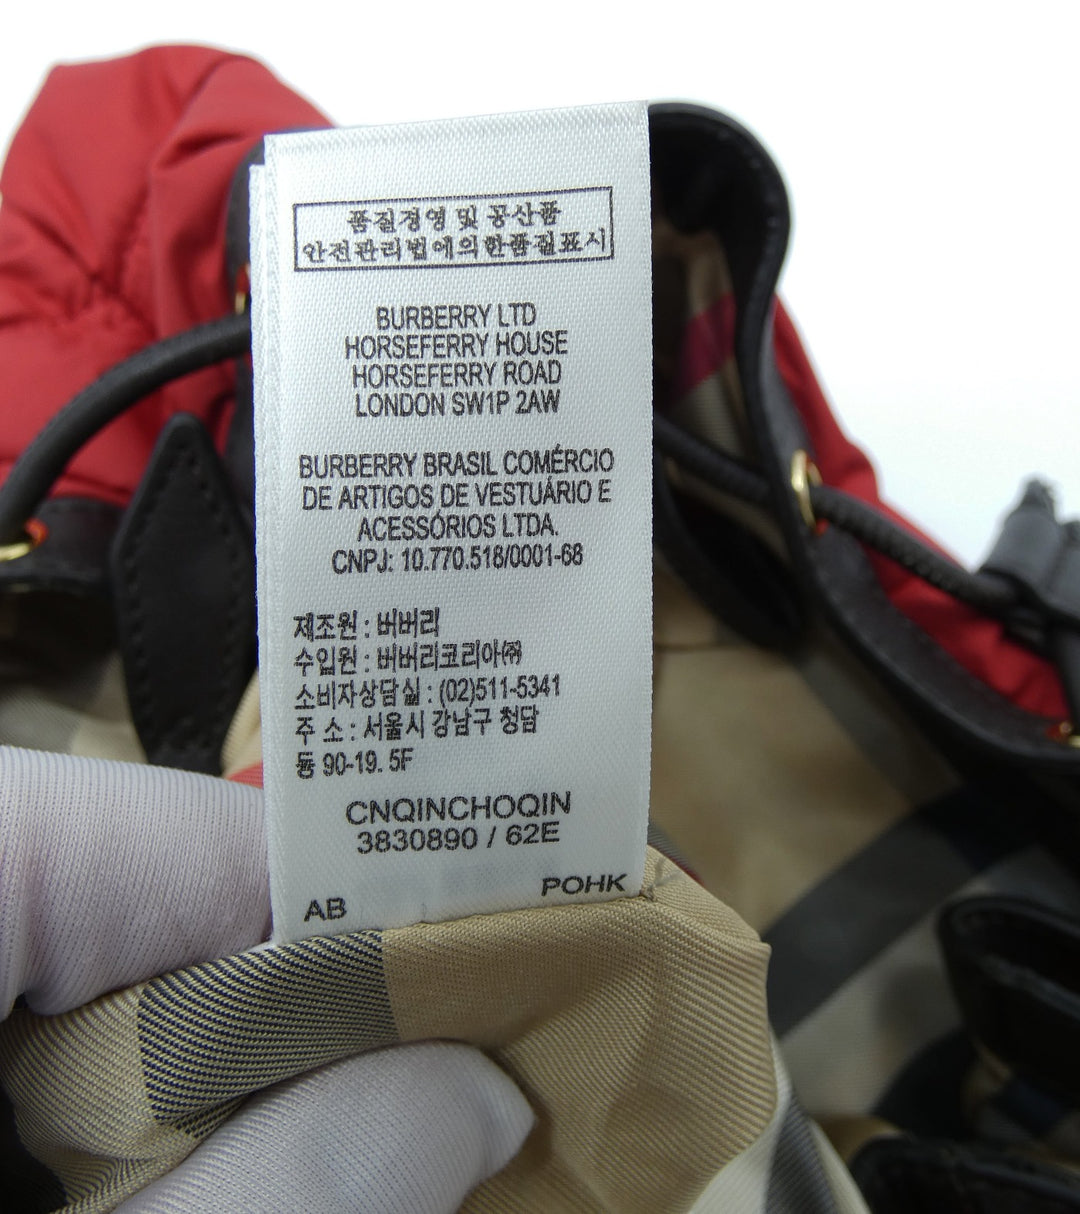 품질경영 및 공산품
안전관리법에의한품질표시
BURBERRY LTD
HORSEFERRY HOUSE
HORSEFERRY ROAD
LONDON SW1P 2AW
BURBERRY BRASIL COMÉRCIO
DE ARTIGOS DE VESTUÁRIO E
ACESSÓRIOS LTDA.
CNPJ: 10.770.518/0001-68
제조원 : 버버리
수입원 : 버버리코리아㈜
소비자상담실 : (02)511-5341
주 소 : 서울시 강남구 청담
동 90-19. 5F
CNQINCHOQIN
3830890 / 62E
AB
POHK